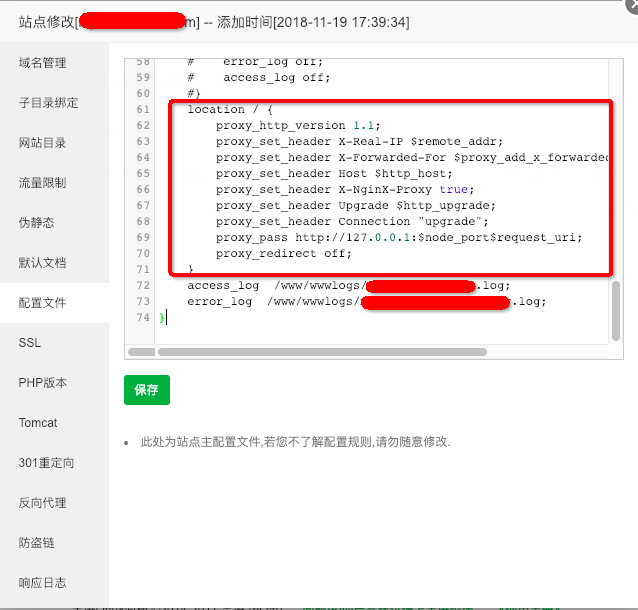 站点修改[ m] -- 添加时间[2018-11-19 17:39:34]
域名管理
子目录绑定
网站目录
流量限制
伪静态
默认文档
配置文件
SSL
PHP版本
Tomcat
301重定向
反向代理
防盗链
响应日志
58 # error_log off;
59 # access_log off;
60 #}
61 location / {
62 proxy_http_version 1.1;
63 proxy_set_header X-Real-IP $remote_addr;
64 proxy_set_header X-Forwarded-For $proxy_add_x_forwarded
65 proxy_set_header Host $http_host;
66 proxy_set_header X-NginX-Proxy true;
67 proxy_set_header Upgrade $http_upgrade;
68 proxy_set_header Connection "upgrade";
69 proxy_pass http://127.0.0.1:$node_port$request_uri;
70 proxy_redirect off;
71 }
72 access_log /www/wwwlogs/ .log;
73 error_log /www/wwwlogs/ .log;
74 }
保存
此处为站点主配置文件,若您不了解配置规则,请勿随意修改.